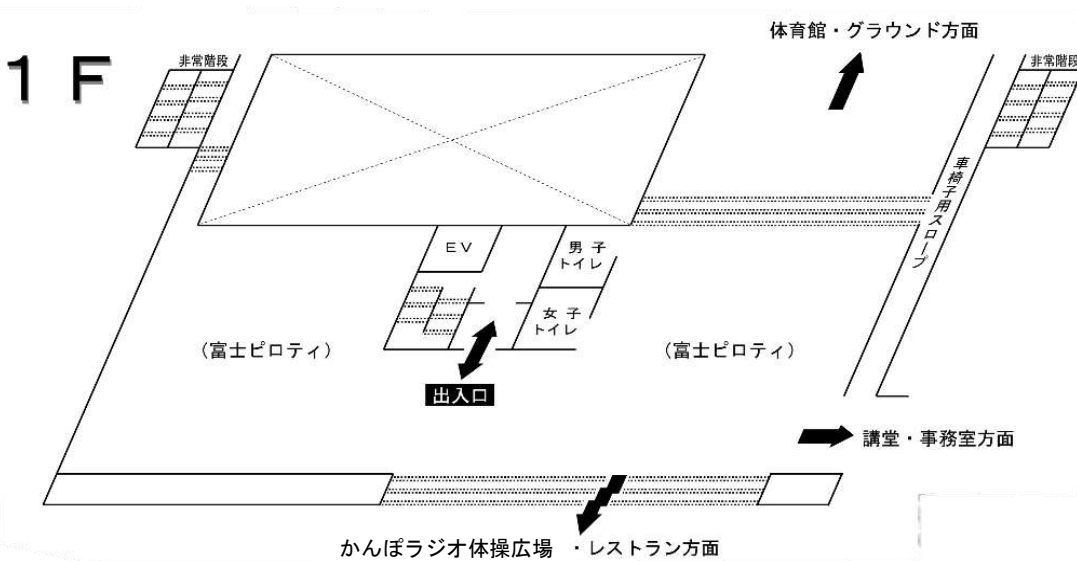 体育館・グラウンド方面
1F
非常階段
非常階段
車椅子用スロープ
EV
男子
トイレ
女子
トイレ
(富士ピロティ)
(富士ピロティ)
出入口
講堂・事務室方面
かんぽラジオ体操広場 ・レストラン方面